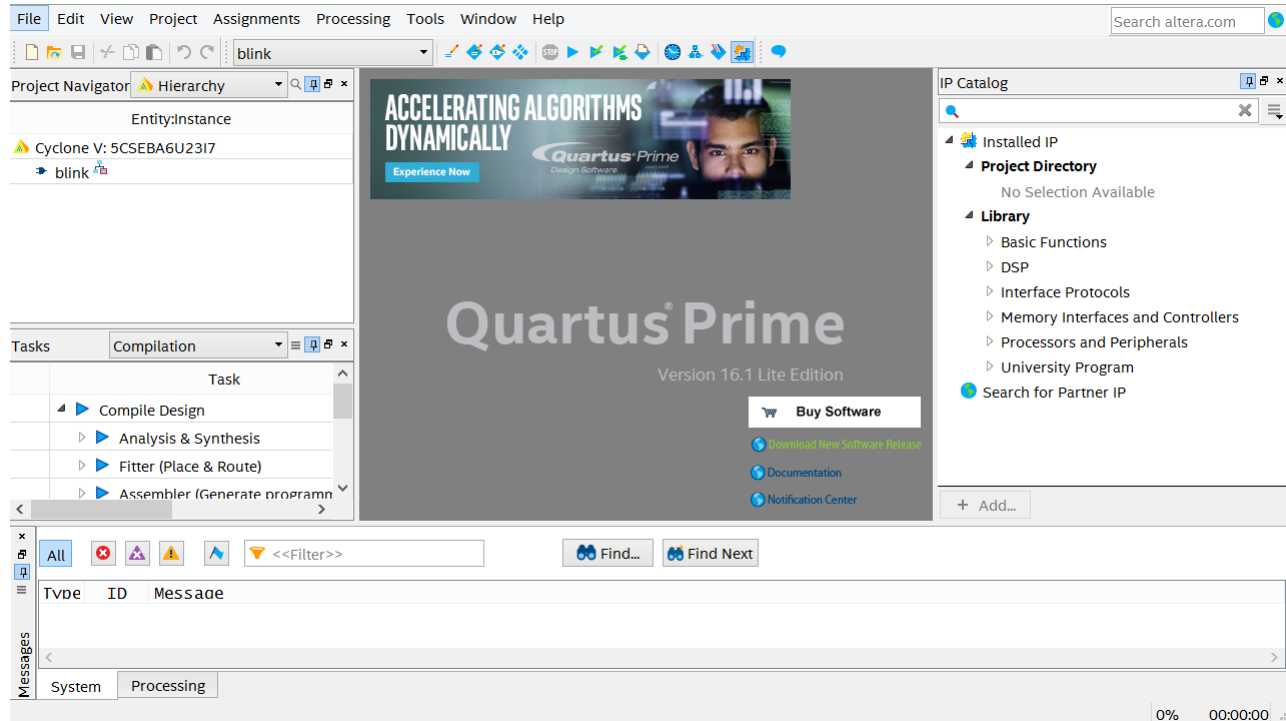 File Edit View Project Assignments Processing Tools Window Help
Search altera.com
STOP
blink
Project Navigator Hierarchy
Entity:Instance
Cyclone V: 5CSEBA6U23I7
blink
Tasks Compilation
Task
Compile Design
Analysis & Synthesis
Fitter (Place & Route)
Assembler (Generate programm
ACCELERATING ALGORITHMS
DYNAMICALLY
Quartus Prime
Design Software
Experience Now
Quartus® Prime
Version 16.1 Lite Edition
Buy Software
Download New Software Release
Documentation
Notification Center
IP Catalog
Installed IP
Project Directory
No Selection Available
Library
Basic Functions
DSP
Interface Protocols
Memory Interfaces and Controllers
Processors and Peripherals
University Program
Search for Partner IP
+ Add...
All <<Filter>> Find... Find Next
Type ID Message
Messages
System Processing
0% 00:00:00